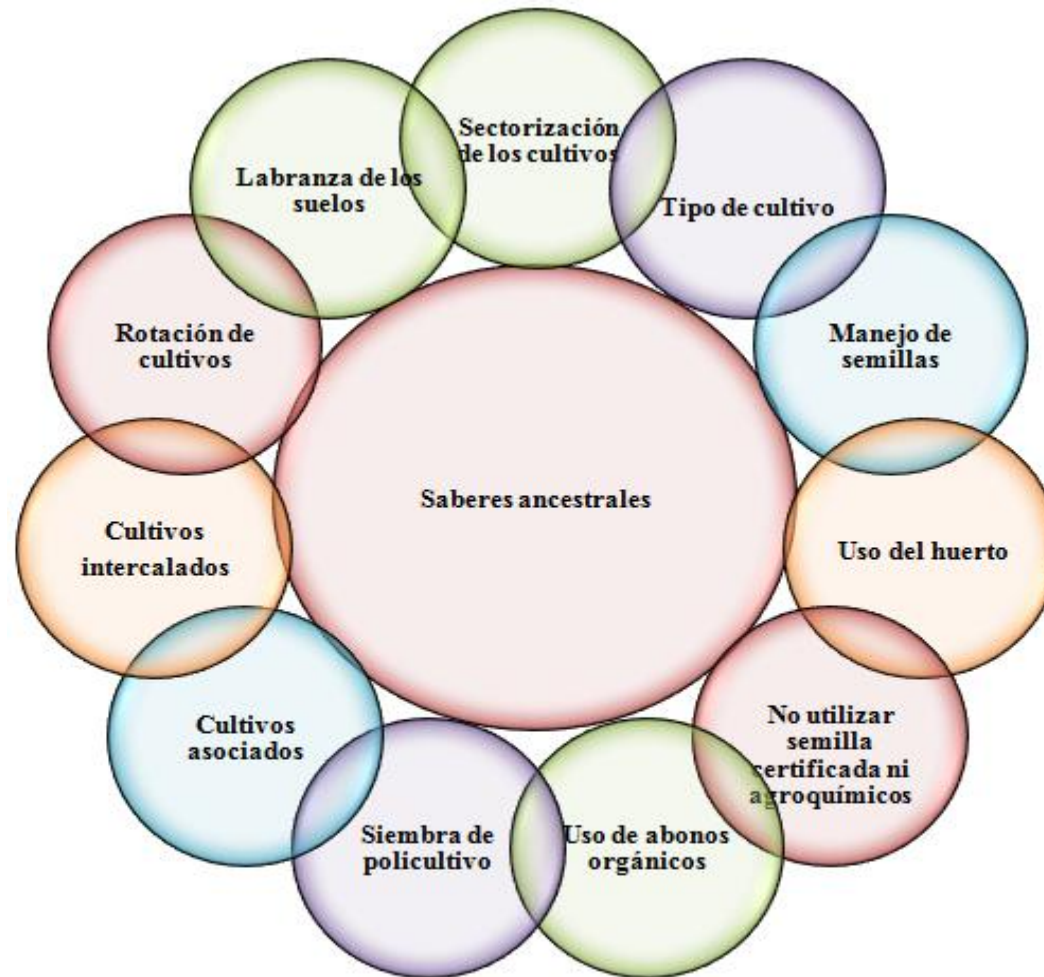 Sectorización
de los cultivos
Tipo de cultivo
Manejo de
semillas
Uso del huerto
No utilizar
semilla
certificada ni
agroquímicos
Uso de abonos
orgánicos
Siembra de
policultivo
Cultivos
asociados
Cultivos
intercalados
Rotación de
cultivos
Labranza de los
suelos
Saberes ancestrales